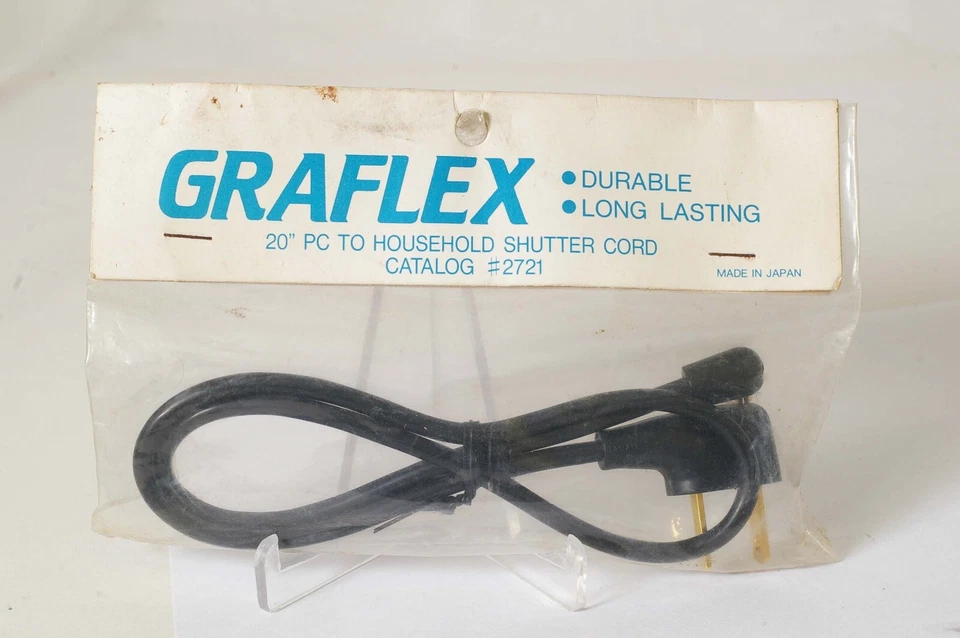 GRAFLEX
● DURABLE
● LONG LASTING
20" PC TO HOUSEHOLD SHUTTER CORD
CATALOG #2721
MADE IN JAPAN